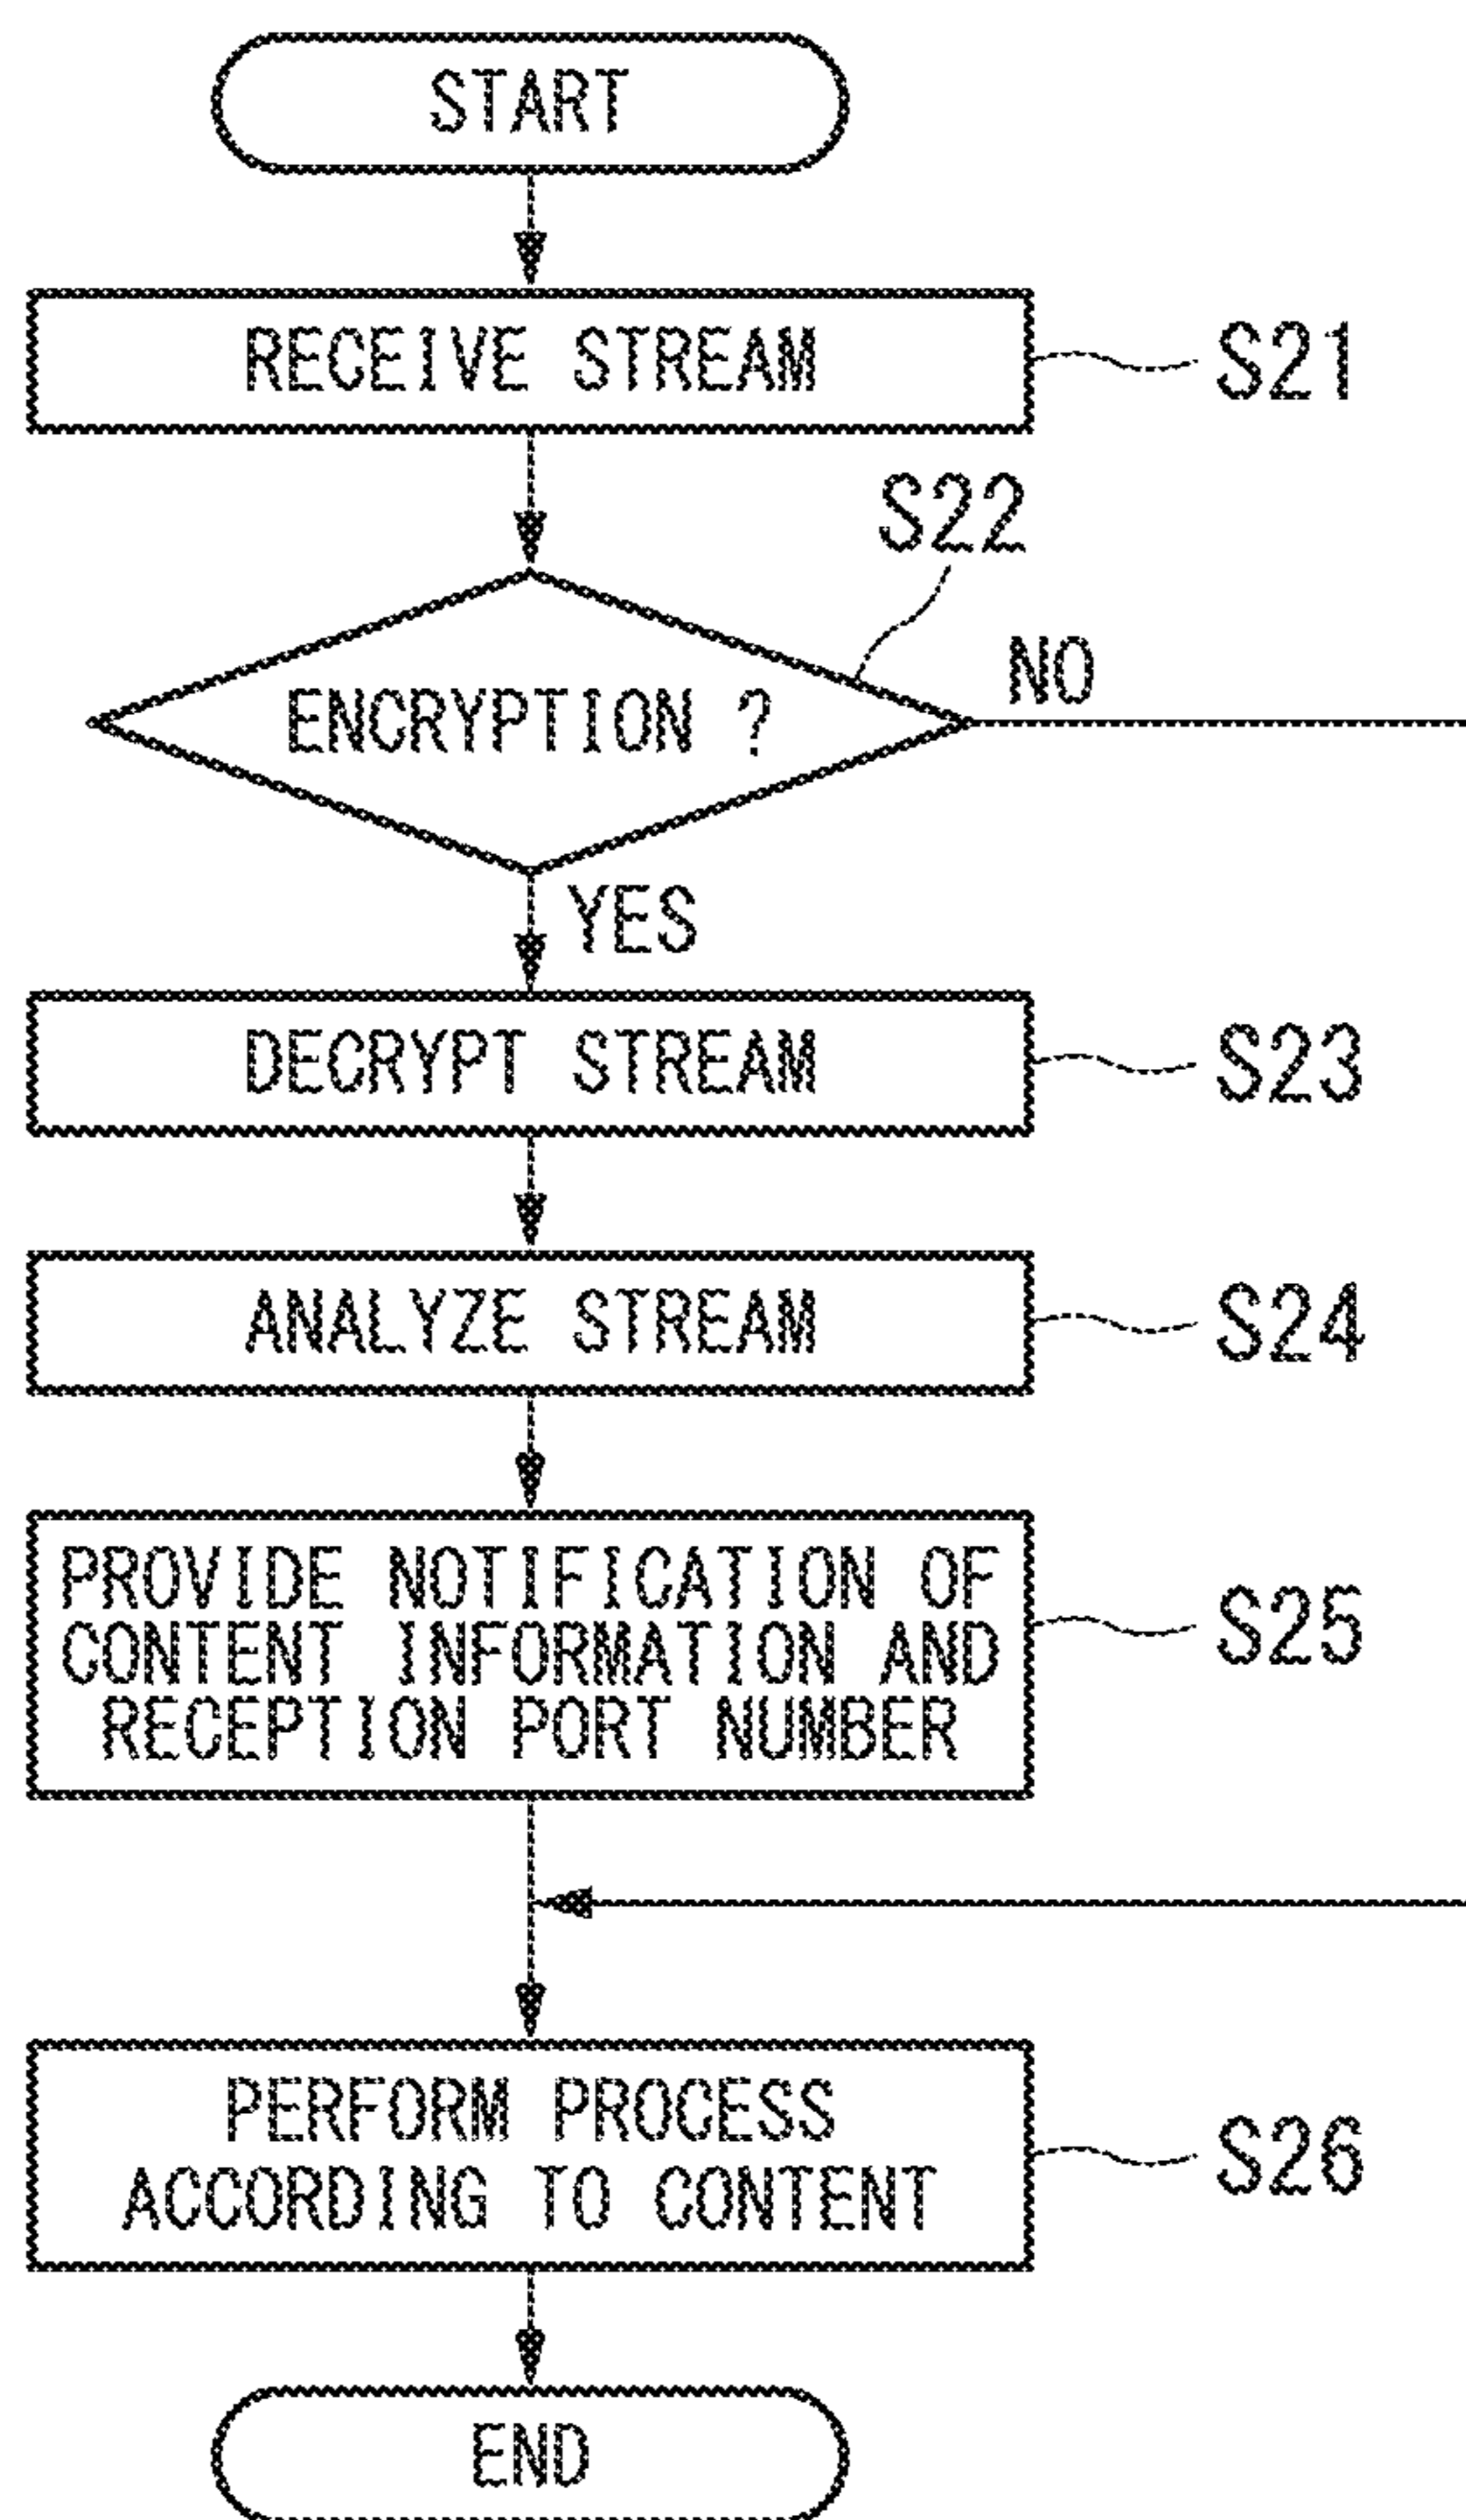 START
RECEIVE STREAM
S21
S22
ENCRYPTION ?
NO
YES
DECRYPT STREAM
S23
ANALYZE STREAM
S24
PROVIDE NOTIFICATION OF
CONTENT INFORMATION AND
RECEPTION PORT NUMBER
S25
PERFORM PROCESS
ACCORDING TO CONTENT
S26
END